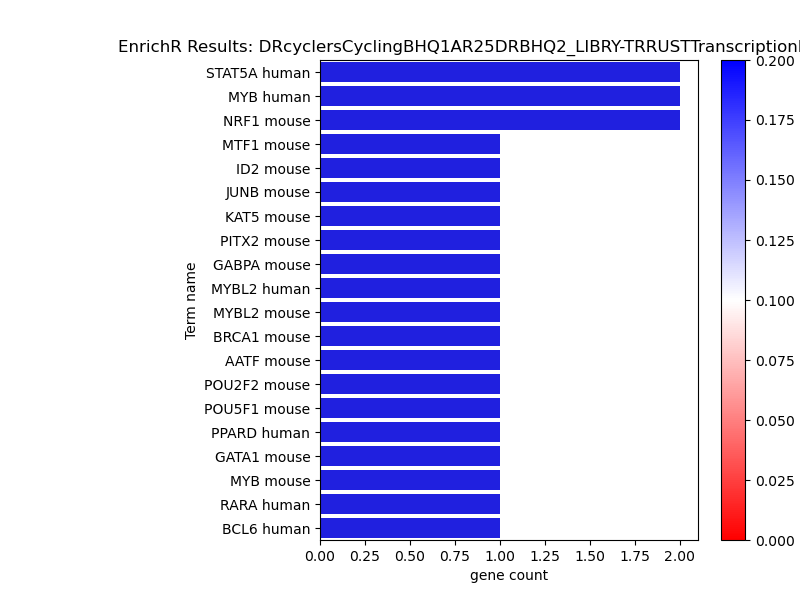 EnrichR Results: DRcyclersCyclingBHQ1AR25DRBHQ2_LIBRY-TRRUSTTranscription
STAT5A human
MYB human
NRF1 mouse
MTF1 mouse
ID2 mouse
JUNB mouse
KAT5 mouse
PITX2 mouse
GABPA mouse
MYBL2 human
MYBL2 mouse
BRCA1 mouse
AATF mouse
POU2F2 mouse
POU5F1 mouse
PPARD human
GATA1 mouse
MYB mouse
RARA human
BCL6 human
Term name
0.00 0.25 0.50 0.75 1.00 1.25 1.50 1.75 2.00
gene count
0.200
0.175
0.150
0.125
0.100
0.075
0.050
0.025
0.000